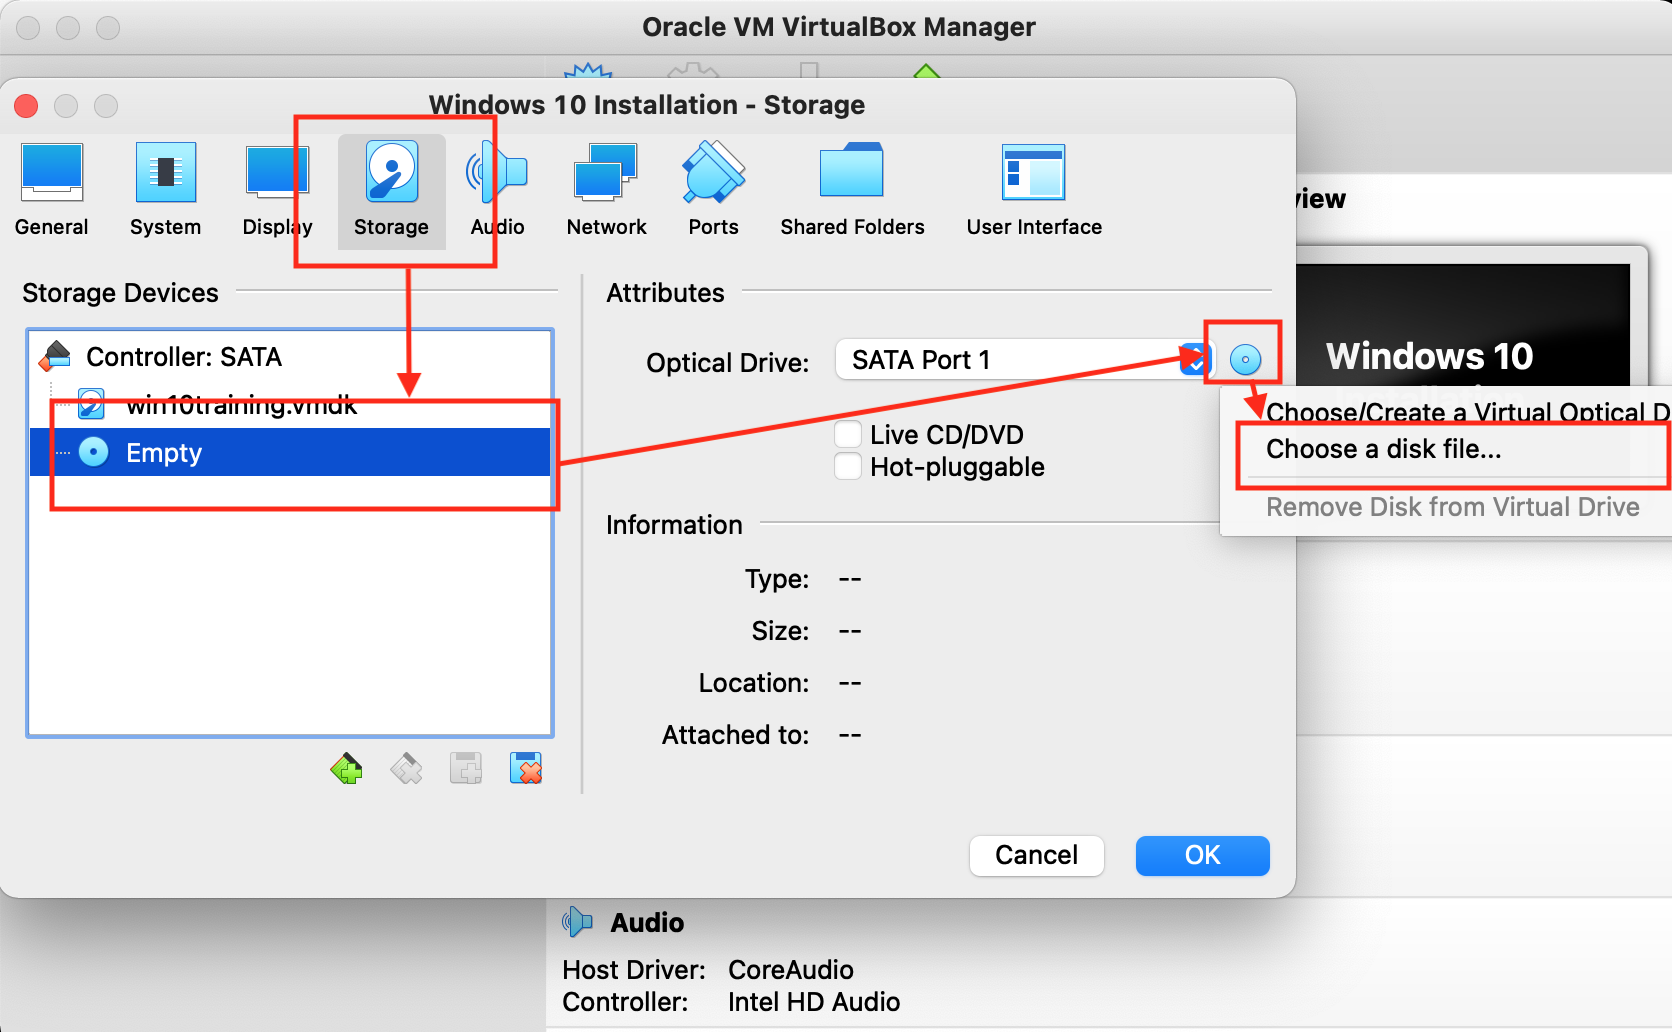 Oracle VM VirtualBox Manager
Windows 10 Installation - Storage
General
System
Display
Storage
Audio
Network
Ports
Shared Folders
User Interface
view
Storage Devices
Controller: SATA
win10training.vmdk
Empty
Attributes
Optical Drive:
SATA Port 1
Live CD/DVD
Hot-pluggable
Information
Type: --
Size: --
Location: --
Attached to: --
Windows 10
Choose/Create a Virtual Optical D
Choose a disk file...
Remove Disk from Virtual Drive
Cancel
OK
Audio
Host Driver: CoreAudio
Controller: Intel HD Audio